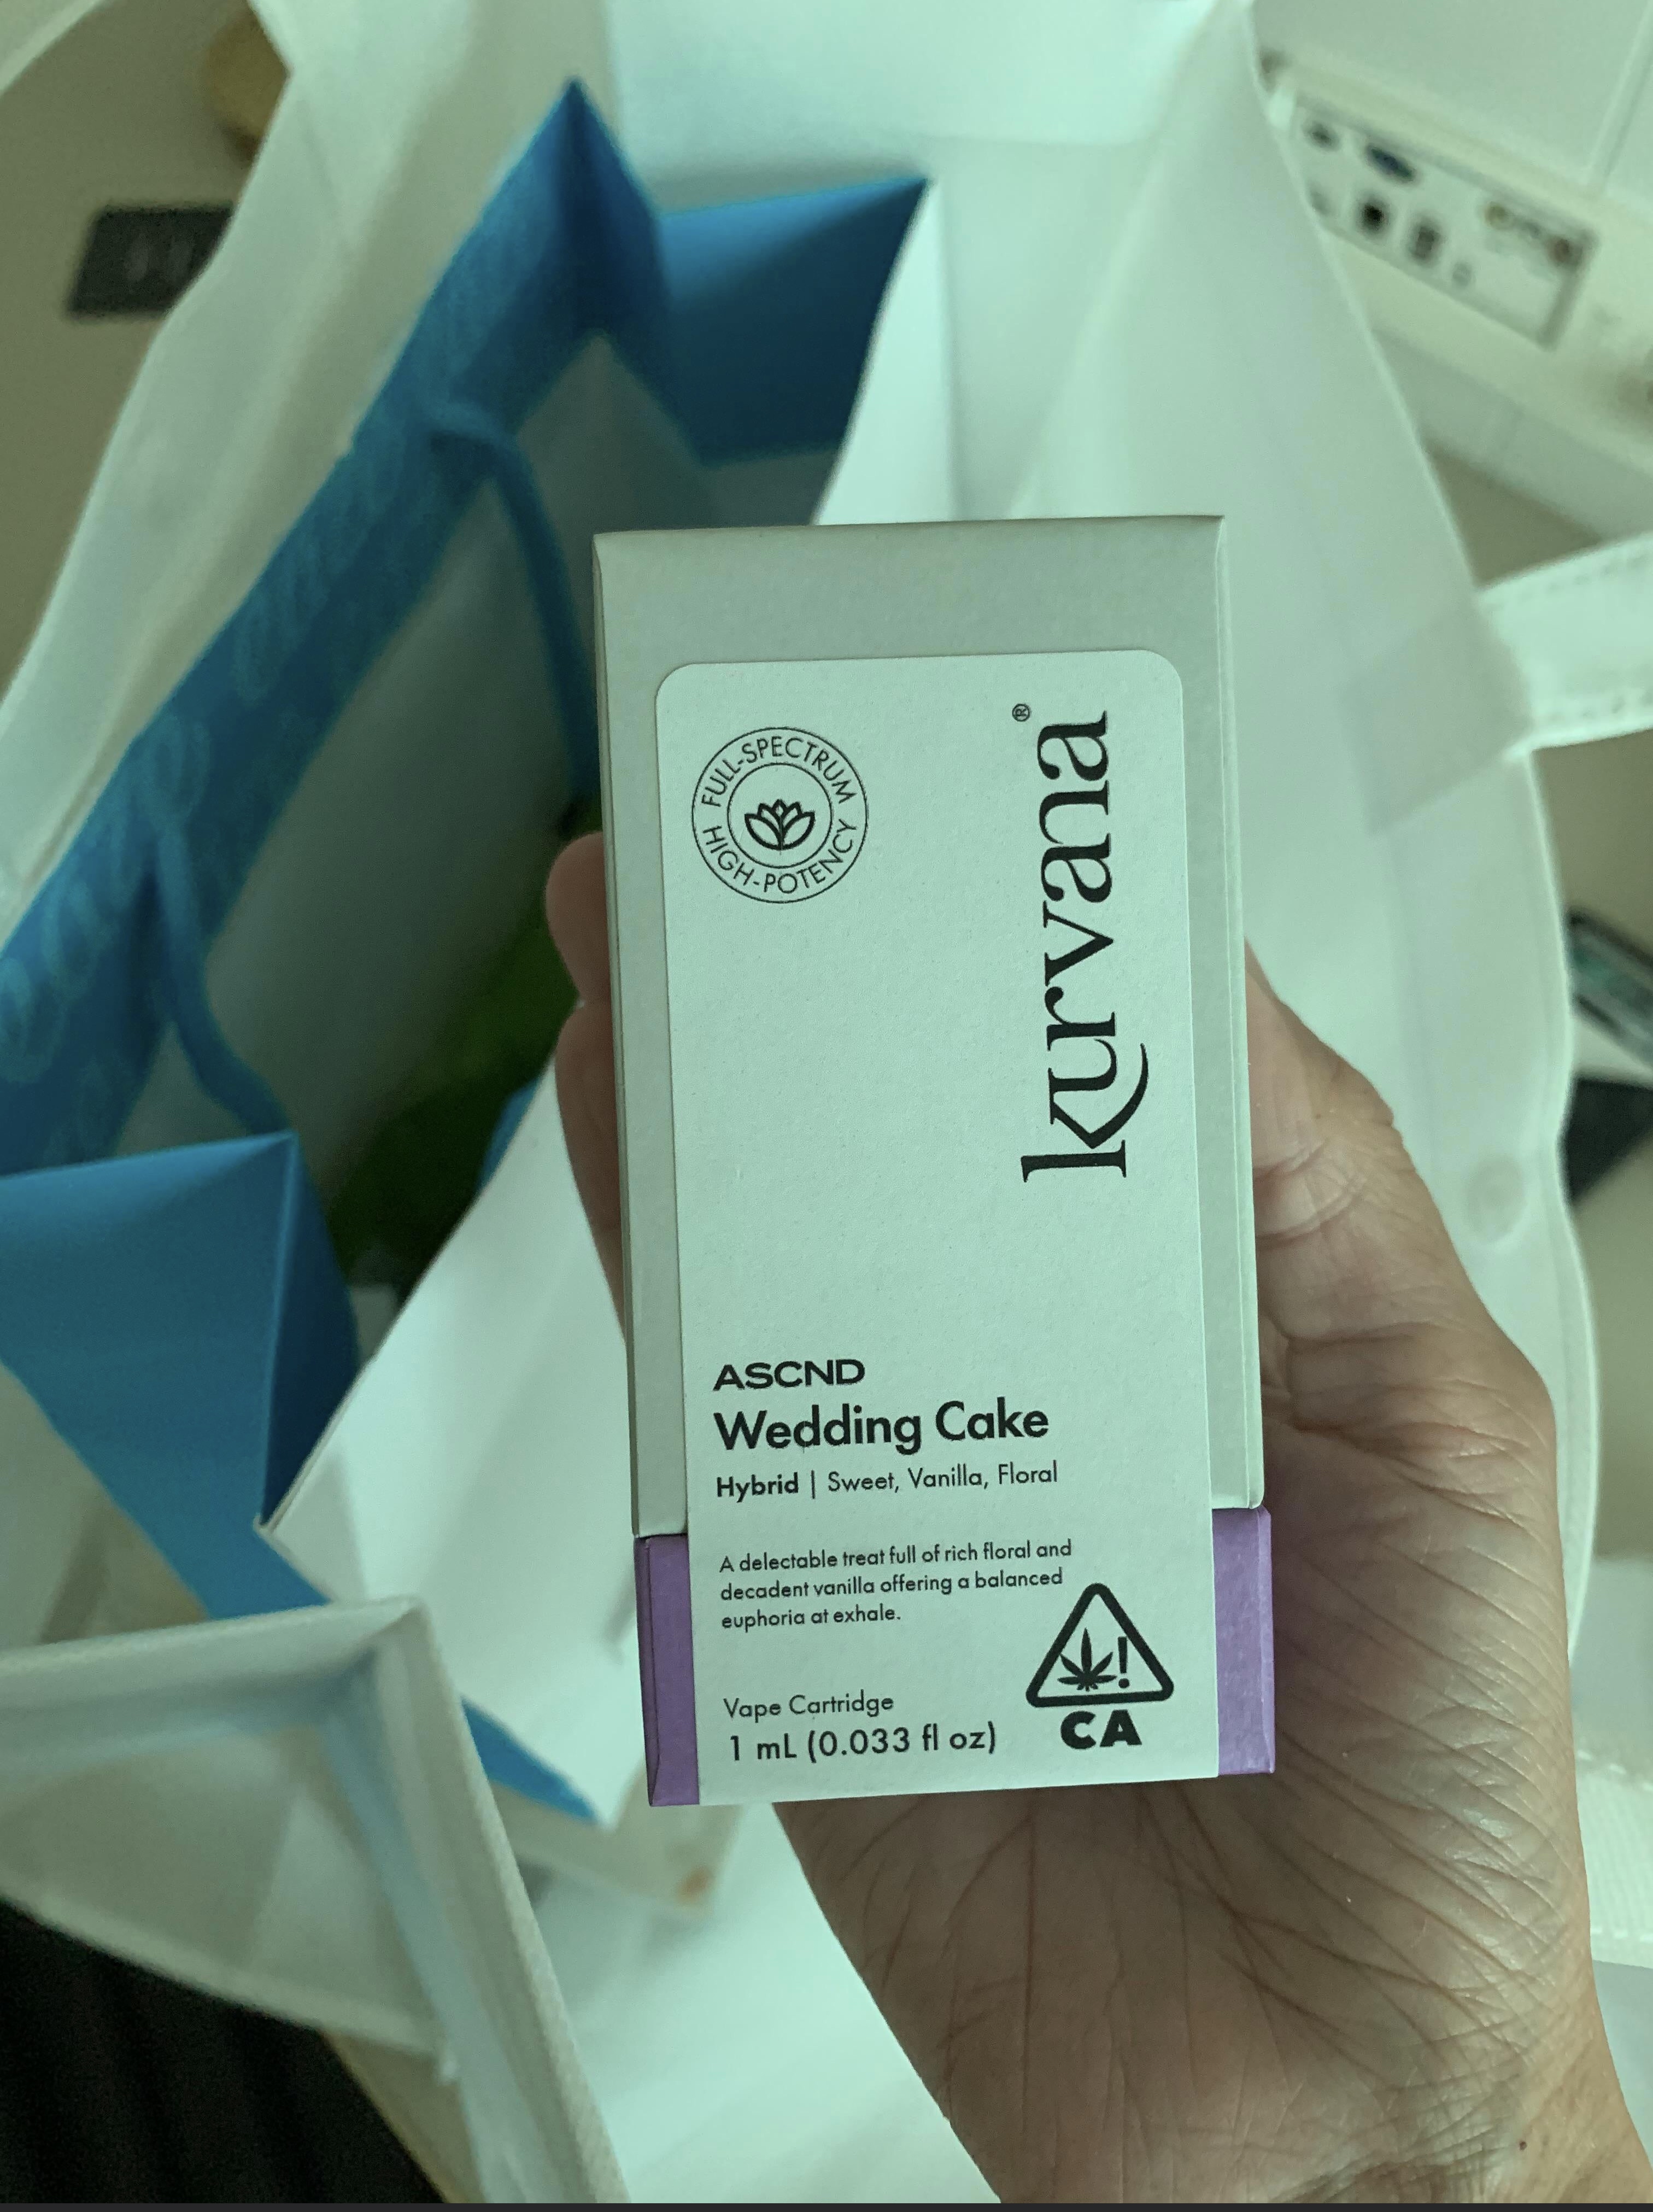 FULL-SPECTRUM
HIGH-POTENCY
kurvana®
ASCND
Wedding Cake
Hybrid | Sweet, Vanilla, Floral
A delectable treat full of rich floral and
decadent vanilla offering a balanced
euphoria at exhale.
!
CA
Vape Cartridge
1 mL (0.033 fl oz)